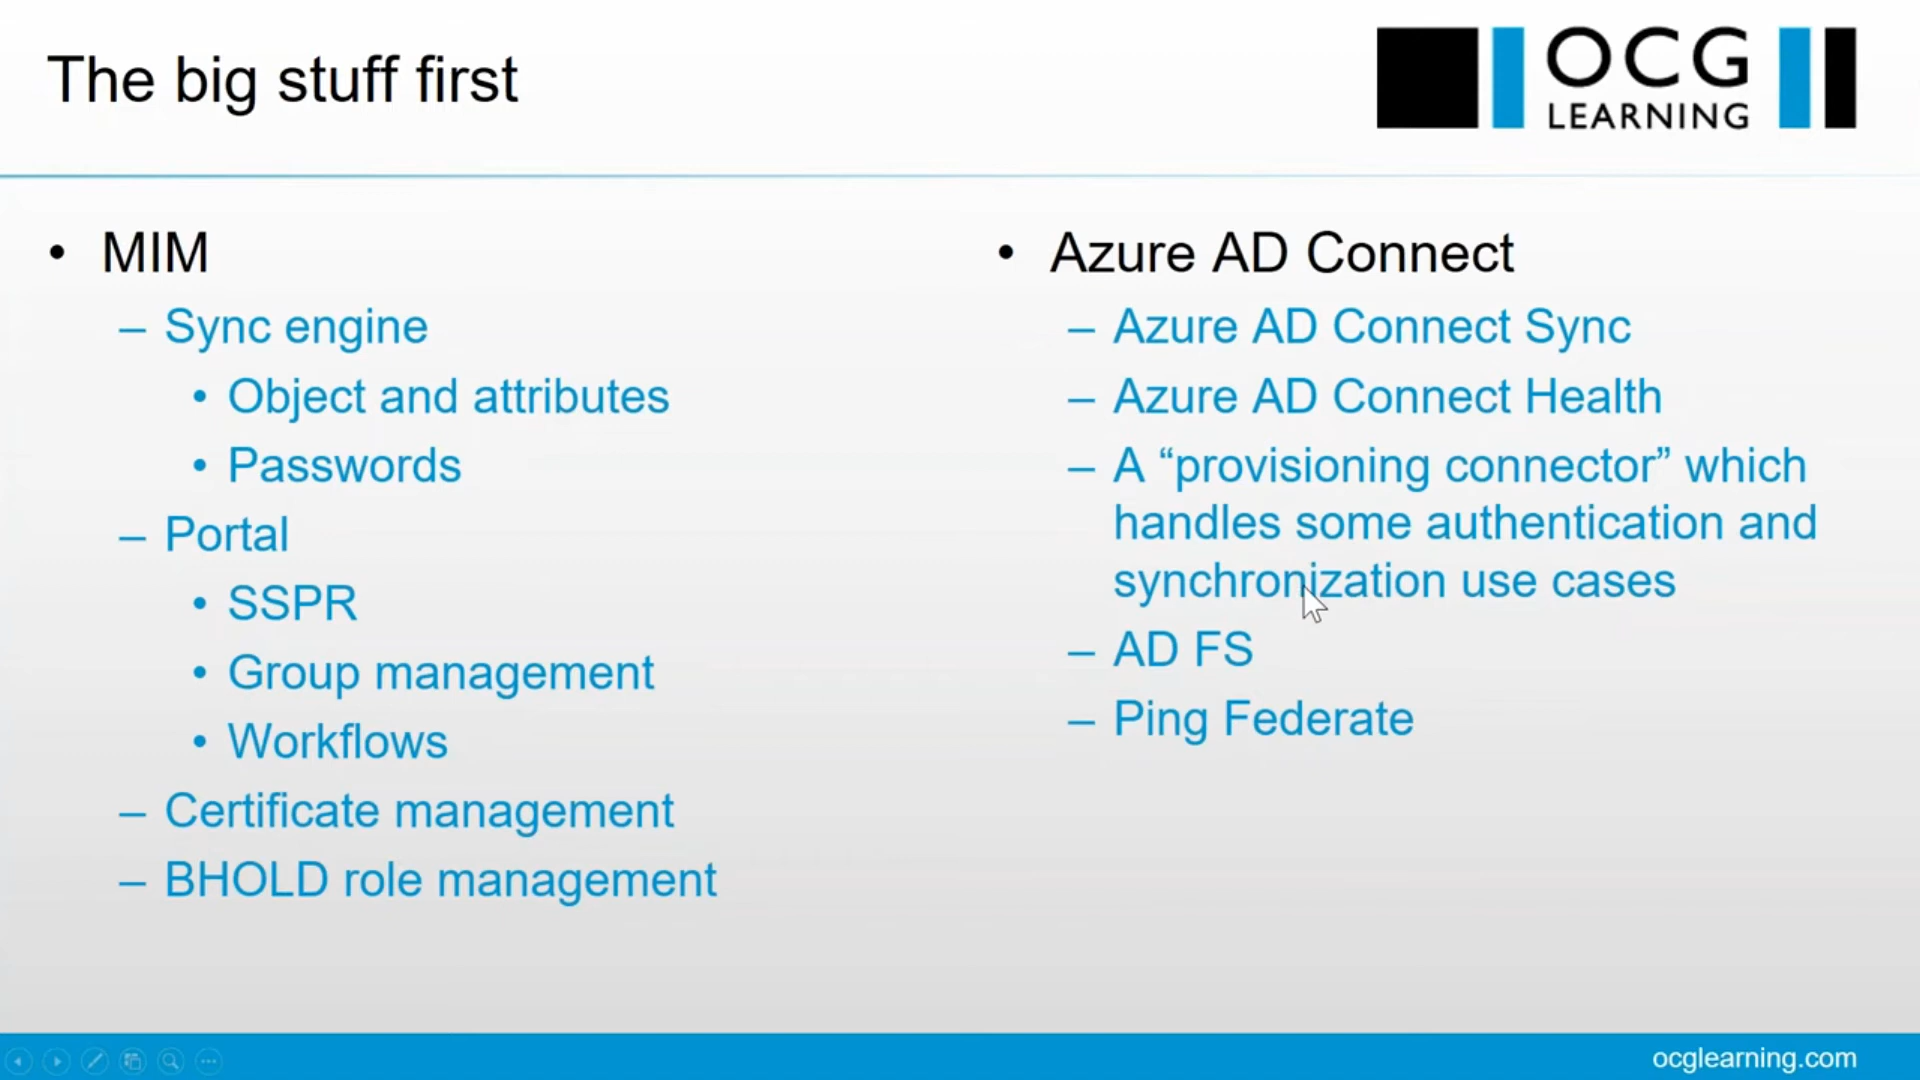 The big stuff first
OCG
LEARNING
• MIM
– Sync engine
• Object and attributes
• Passwords
– Portal
• SSPR
• Group management
• Workflows
– Certificate management
– BHOLD role management
• Azure AD Connect
– Azure AD Connect Sync
– Azure AD Connect Health
– A “provisioning connector” which
handles some authentication and
synchronization use cases
– AD FS
– Ping Federate
ocglearning.com